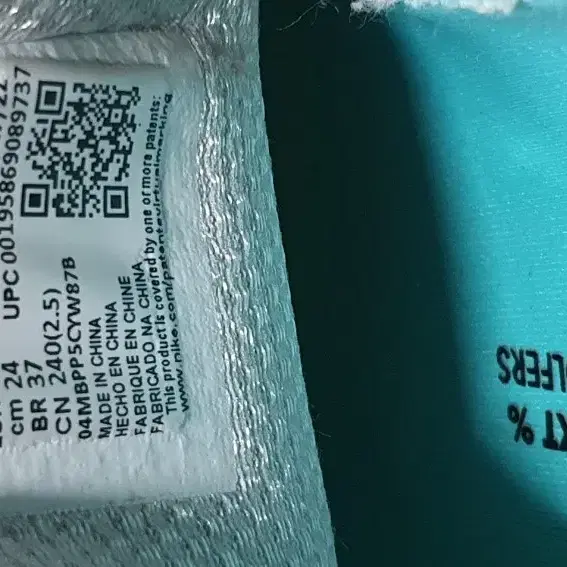 UPC 00195869089737
cm 24
BR 37
CN 240(2.5)
04MBPP5CYW87B
MADE IN CHINA
HECHO EN CHINA
FABRIQUE EN CHINE
FABRICADO NA CHINA
This product is covered by one or more patents:
www.nike.com/patentsvirtualmarking
%